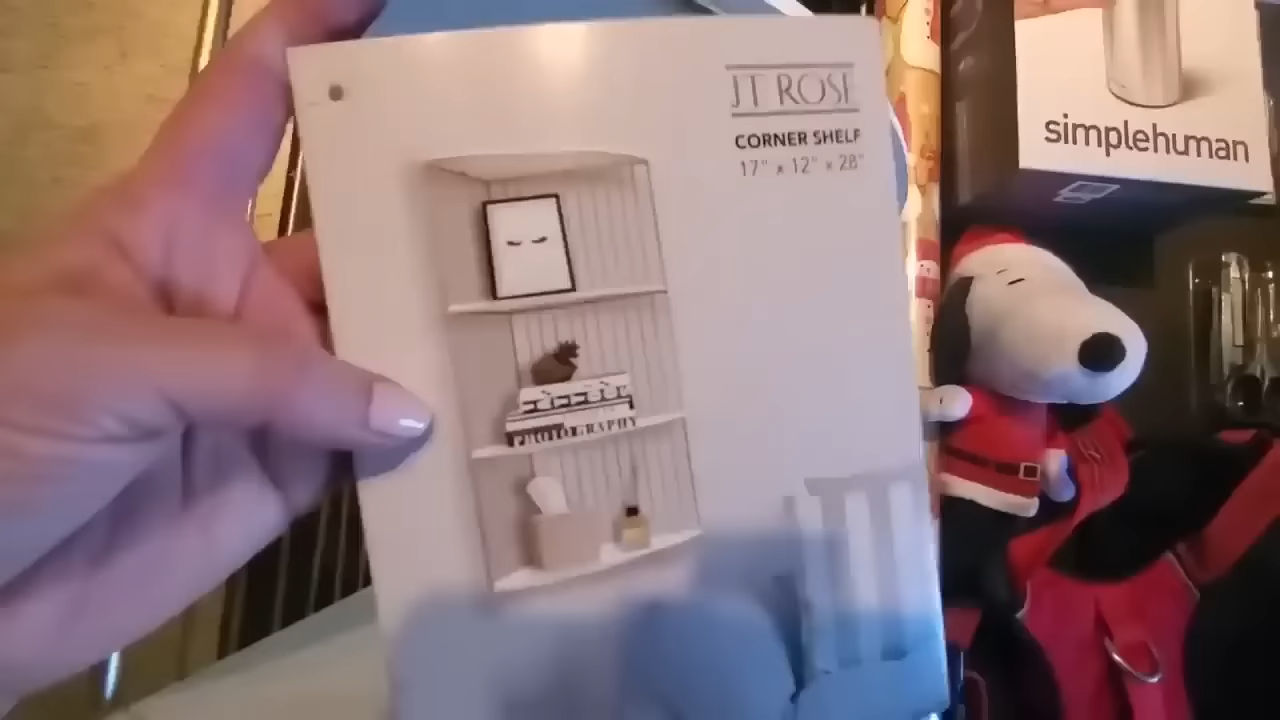 JT ROSE
CORNER SHELF
17" x 12" x 28"
PHOTOGRAPHY
simplehuman